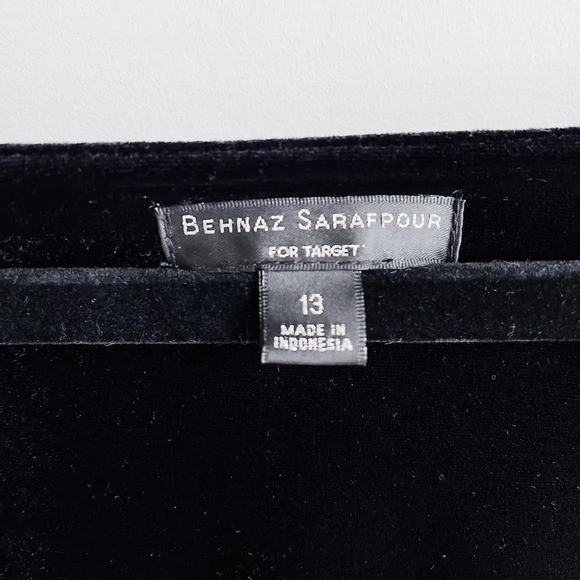 BEHNAZ SARAFPOUR
FOR TARGET
13
MADE IN
INDONESIA